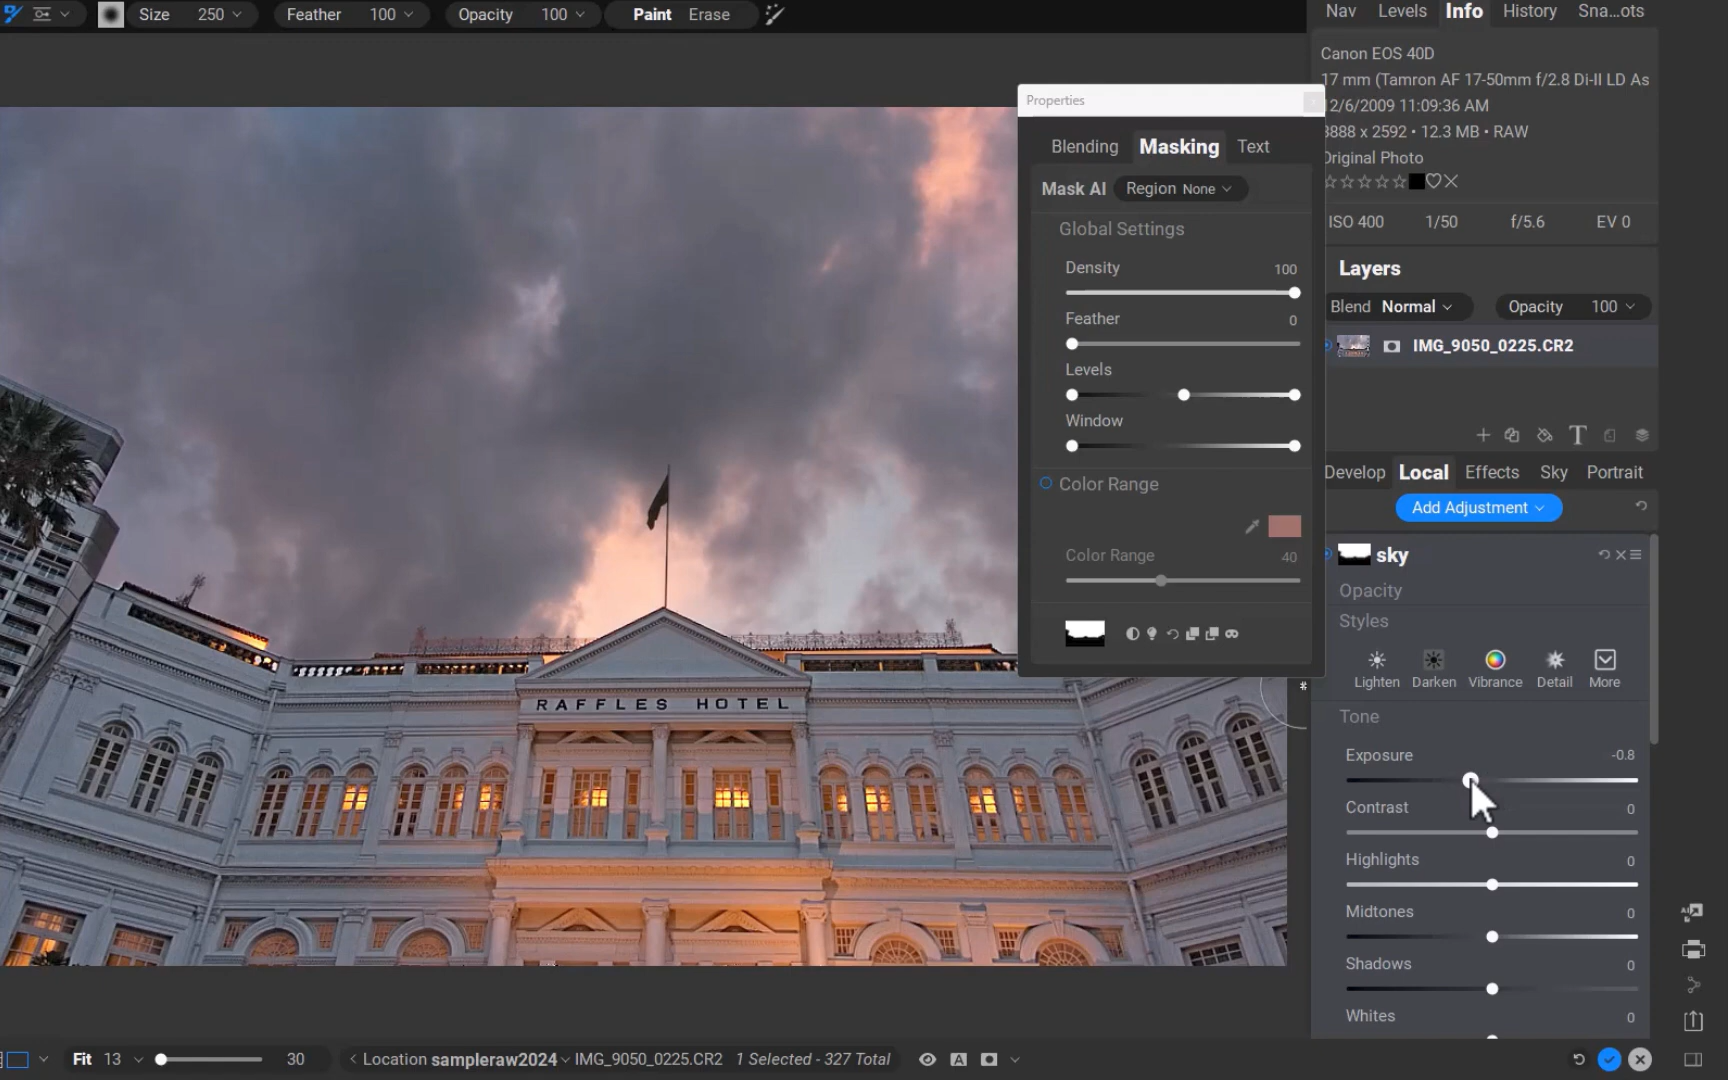 Size 250 Feather 100 Opacity 100 Paint Erase
Nav Levels Info History Sna...ots
Canon EOS 40D
17 mm (Tamron AF 17-50mm f/2.8 Di-II LD As
12/6/2009 11:09:36 AM
3888 x 2592 • 12.3 MB • RAW
Original Photo
ISO 400 1/50 f/5.6 EV 0
Layers
Blend Normal Opacity 100
IMG_9050_0225.CR2
T
Develop Local Effects Sky Portrait
Add Adjustment
sky
Opacity
Styles
Lighten Darken Vibrance Detail More
Tone
Exposure -0.8
Contrast 0
Highlights 0
Midtones 0
Shadows 0
Whites 0
Properties
Blending Masking Text
Mask AI Region None
Global Settings
Density 100
Feather 0
Levels
Window
Color Range
Color Range 40
RAFFLES HOTEL
Fit 13 30 < Location sampleraw2024 IMG_9050_0225.CR2 1 Selected - 327 Total A